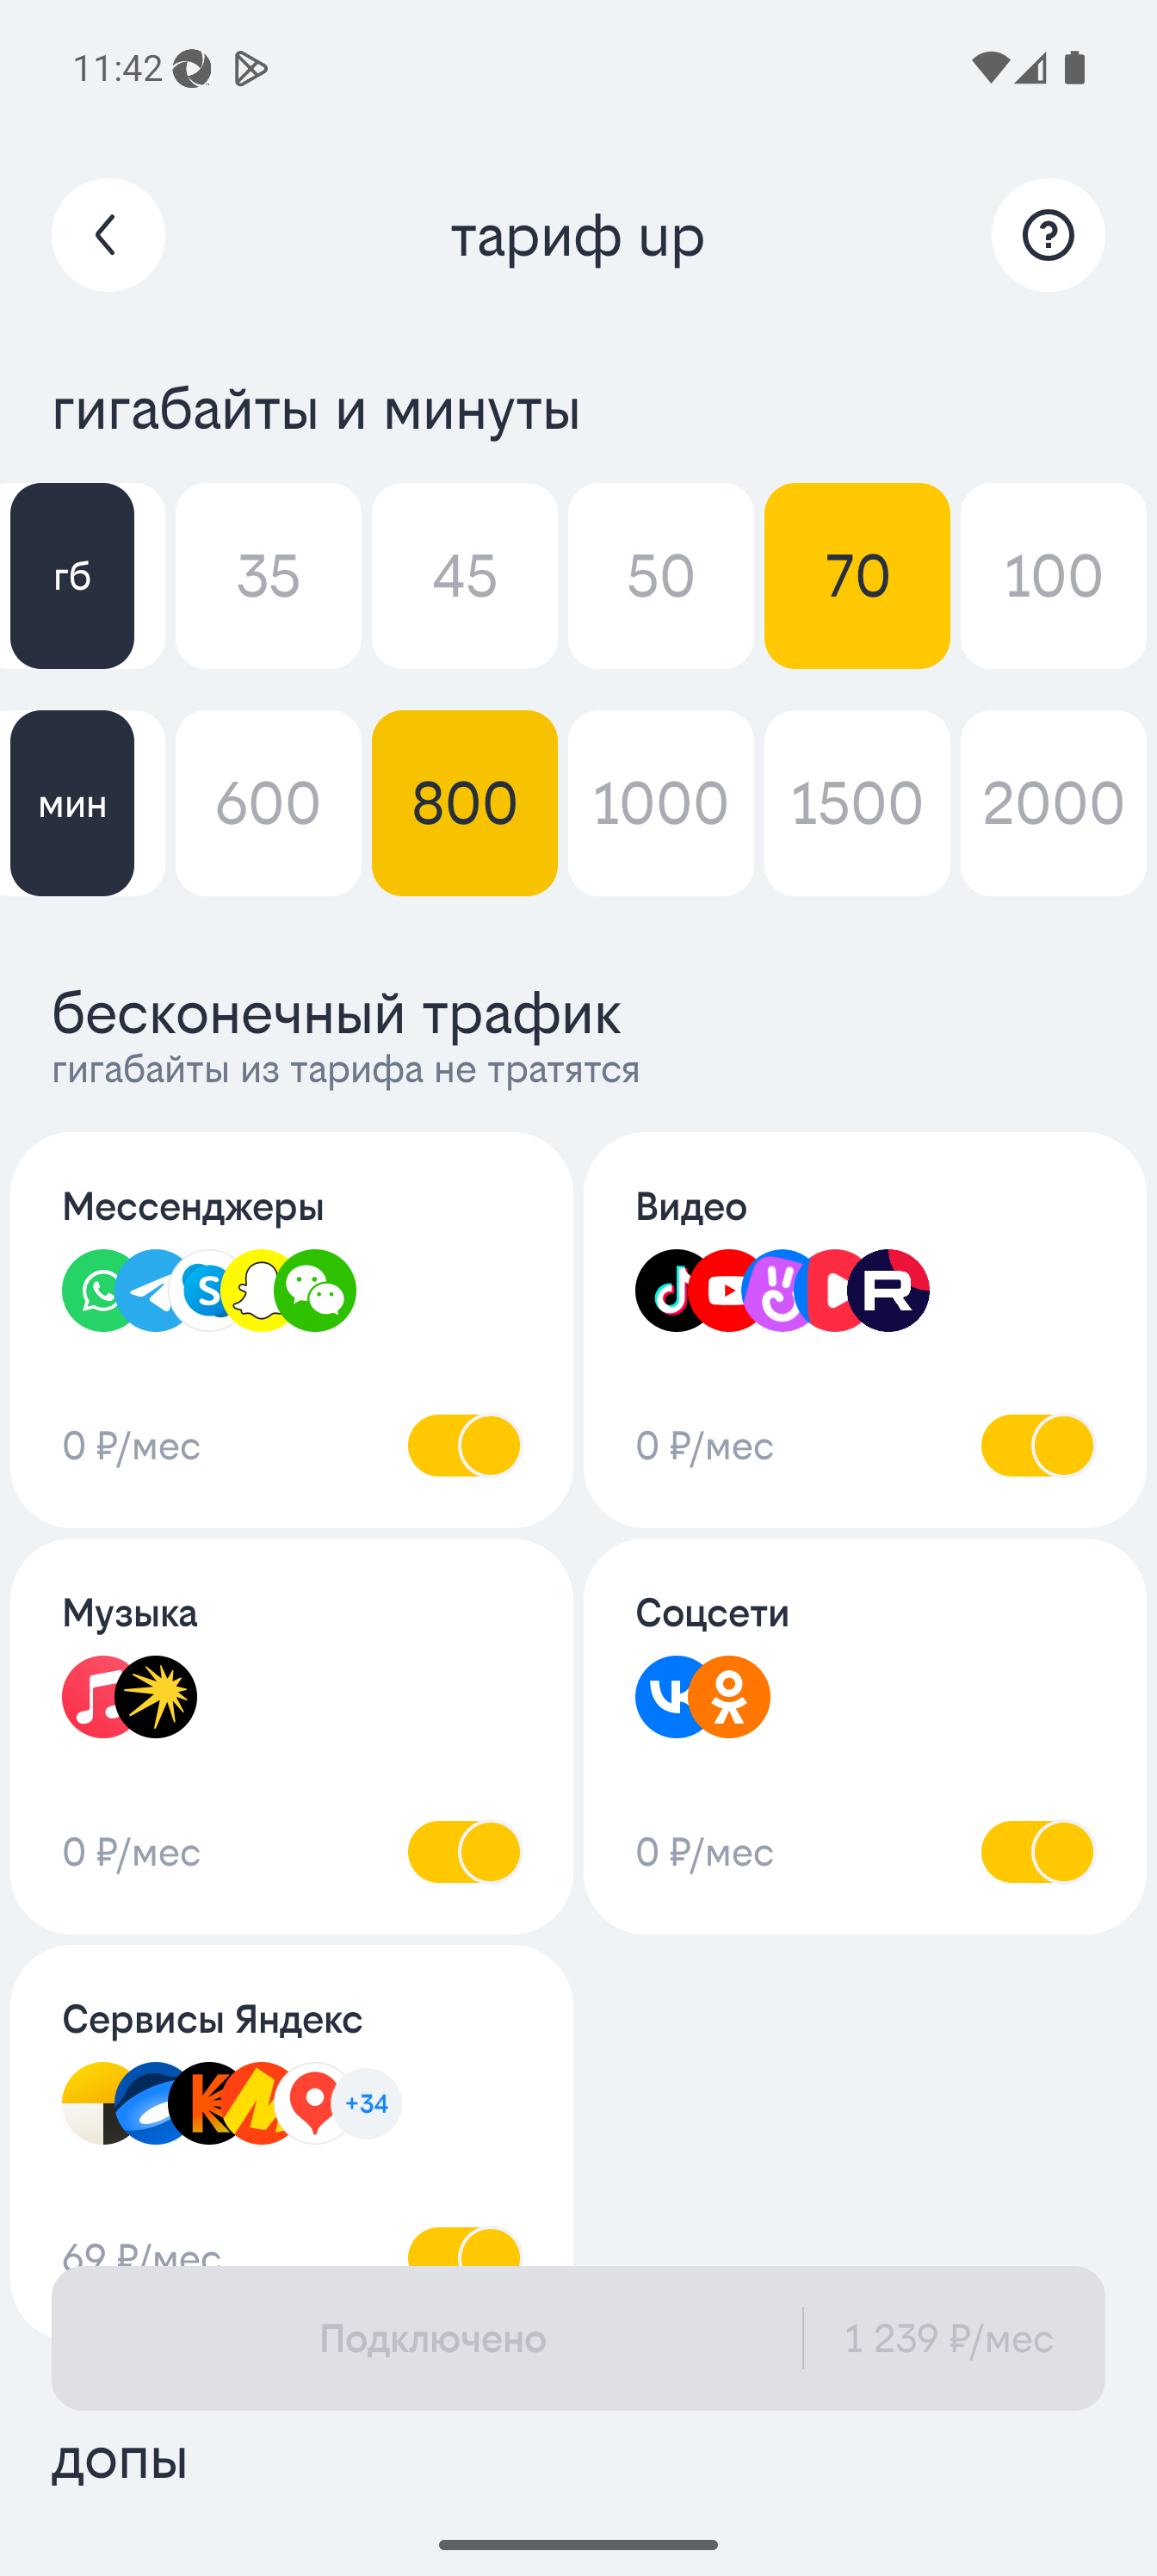 11:42
тариф up
гигабайты и минуты
гб 35 45 50 70 100
мин 600 800 1000 1500 2000
бесконечный трафик
гигабайты из тарифа не тратятся
Мессенджеры
Видео
0 ₽/мес
0 ₽/мес
Музыка
Соцсети
0 ₽/мес
0 ₽/мес
Сервисы Яндекс
+34
69 ₽/мес
Подключено 1 239 ₽/мес
допы